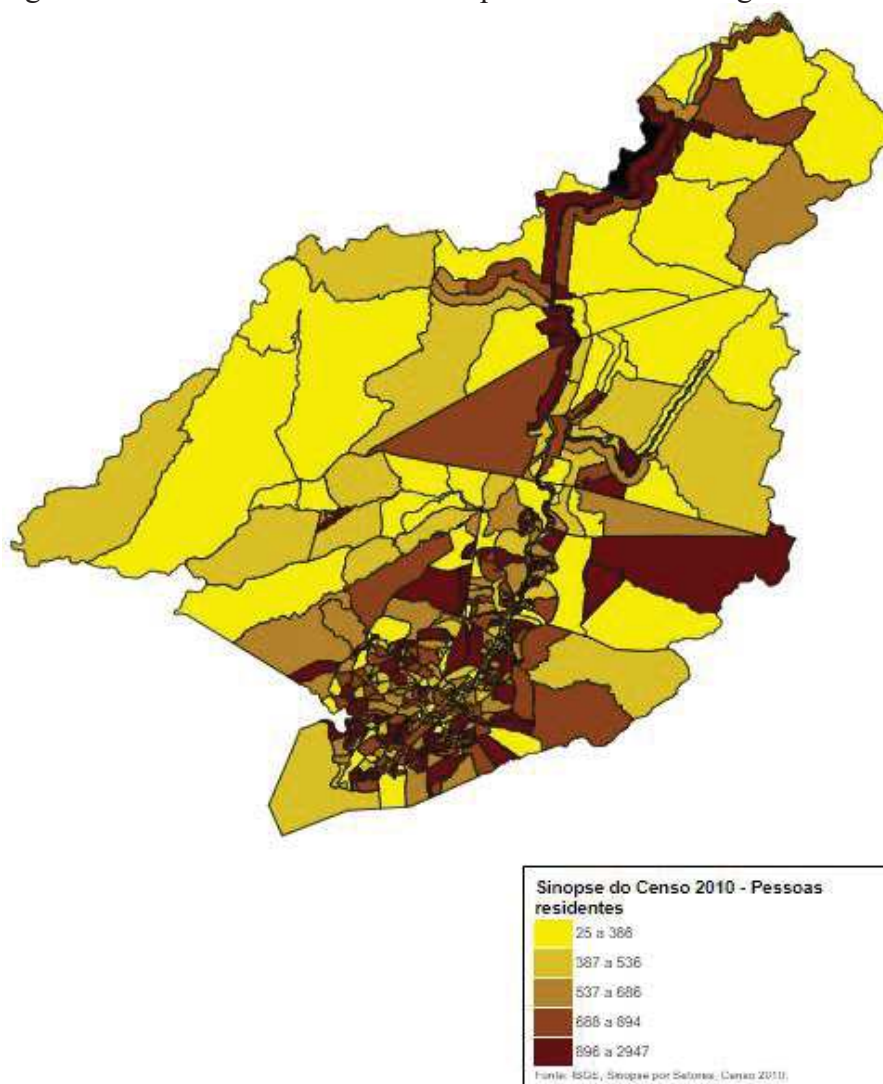 Sinopse do Censo 2010 - Pessoas
residentes
25 a 386
387 a 536
537 a 686
688 a 894
896 a 2947
Fonte: IBGE, Sinopse por Setores, Censo 2010.